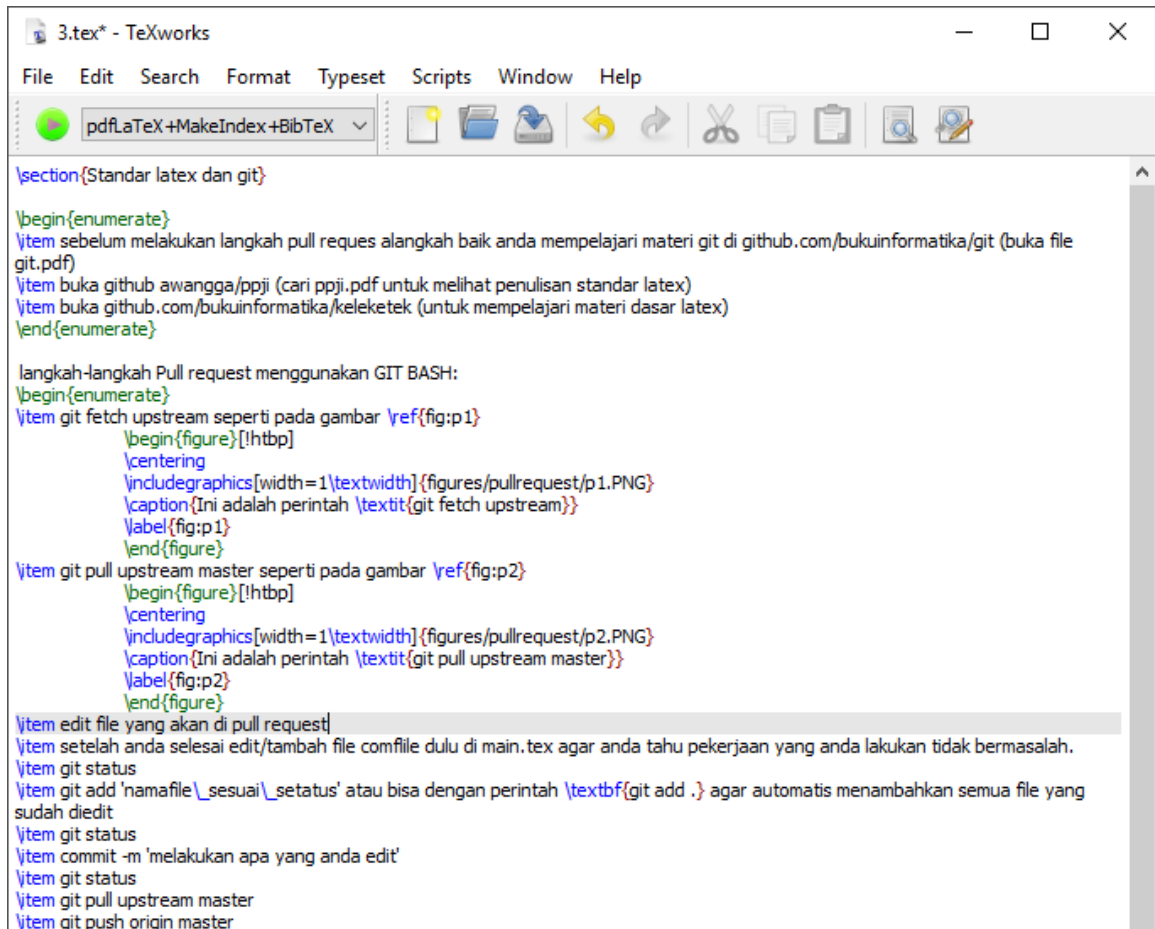 3.tex* - TeXworks
File Edit Search Format Typeset Scripts Window Help
pdfLaTeX+MakeIndex+BibTeX
\section{Standar latex dan git}
\begin{enumerate}
\item sebelum melakukan langkah pull reques alangkah baik anda mempelajari materi git di github.com/bukuinformatika/git (buka file
git.pdf)
\item buka github awangga/ppji (cari ppji.pdf untuk melihat penulisan standar latex)
\item buka github.com/bukuinformatika/keleketek (untuk mempelajari materi dasar latex)
\end{enumerate}
langkah-langkah Pull request menggunakan GIT BASH:
\begin{enumerate}
\item git fetch upstream seperti pada gambar \ref{fig:p1}
\begin{figure}[!htbp]
\centering
\includegraphics[width=1\textwidth]{figures/pullrequest/p1.PNG}
\caption{Ini adalah perintah \textit{git fetch upstream}}
\label{fig:p1}
\end{figure}
\item git pull upstream master seperti pada gambar \ref{fig:p2}
\begin{figure}[!htbp]
\centering
\includegraphics[width=1\textwidth]{figures/pullrequest/p2.PNG}
\caption{Ini adalah perintah \textit{git pull upstream master}}
\label{fig:p2}
\end{figure}
\item edit file yang akan di pull request
\item setelah anda selesai edit/tambah file comflile dulu di main.tex agar anda tahu pekerjaan yang anda lakukan tidak bermasalah.
\item git status
\item git add 'namafile\_sesuai\_setatus' atau bisa dengan perintah \textbf{git add .} agar automatis menambahkan semua file yang
sudah diedit
\item git status
\item commit -m 'melakukan apa yang anda edit'
\item git status
\item git pull upstream master
\item git push origin master